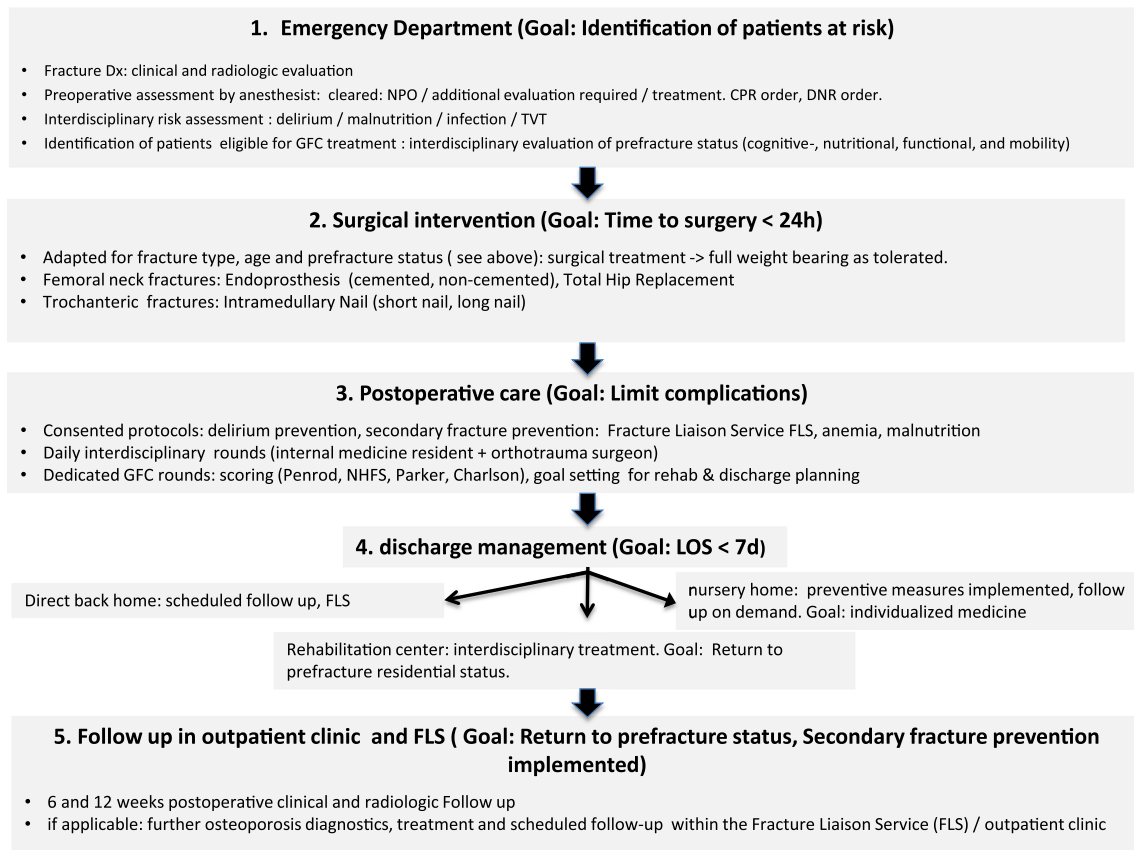 1. Emergency Department (Goal: Identification of patients at risk)
• Fracture Dx: clinical and radiologic evaluation
• Preoperative assessment by anesthesist: cleared: NPO / additional evaluation required / treatment. CPR order, DNR order.
• Interdisciplinary risk assessment : delirium / malnutrition / infection / TVT
• Identification of patients eligible for GFC treatment : interdisciplinary evaluation of prefracture status (cognitive-, nutritional, functional, and mobility)
2. Surgical intervention (Goal: Time to surgery < 24h)
• Adapted for fracture type, age and prefracture status ( see above): surgical treatment -> full weight bearing as tolerated.
• Femoral neck fractures: Endoprosthesis (cemented, non-cemented), Total Hip Replacement
• Trochanteric fractures: Intramedullary Nail (short nail, long nail)
3. Postoperative care (Goal: Limit complications)
• Consented protocols: delirium prevention, secondary fracture prevention: Fracture Liaison Service FLS, anemia, malnutrition
• Daily interdisciplinary rounds (internal medicine resident + orthotrauma surgeon)
• Dedicated GFC rounds: scoring (Penrod, NHFS, Parker, Charlson), goal setting for rehab & discharge planning
4. discharge management (Goal: LOS < 7d)
Direct back home: scheduled follow up, FLS
nursery home: preventive measures implemented, follow
up on demand. Goal: individualized medicine
Rehabilitation center: interdisciplinary treatment. Goal: Return to
prefracture residential status.
5. Follow up in outpatient clinic and FLS ( Goal: Return to prefracture status, Secondary fracture prevention
implemented)
• 6 and 12 weeks postoperative clinical and radiologic Follow up
• if applicable: further osteoporosis diagnostics, treatment and scheduled follow-up within the Fracture Liaison Service (FLS) / outpatient clinic